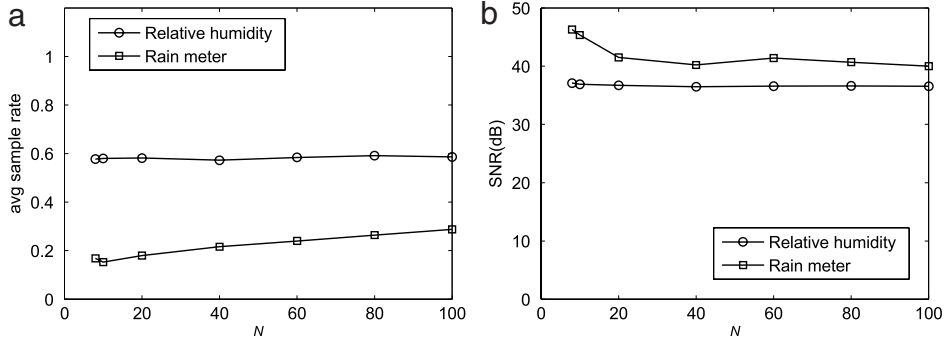 a
Relative humidity
Rain meter
avg sample rate
1
0.8
0.6
0.4
0.2
0
0 20 40 60 80 100
N
b
50
40
30
20
10
0
SNR(dB)
Relative humidity
Rain meter
0 20 40 60 80 100
N